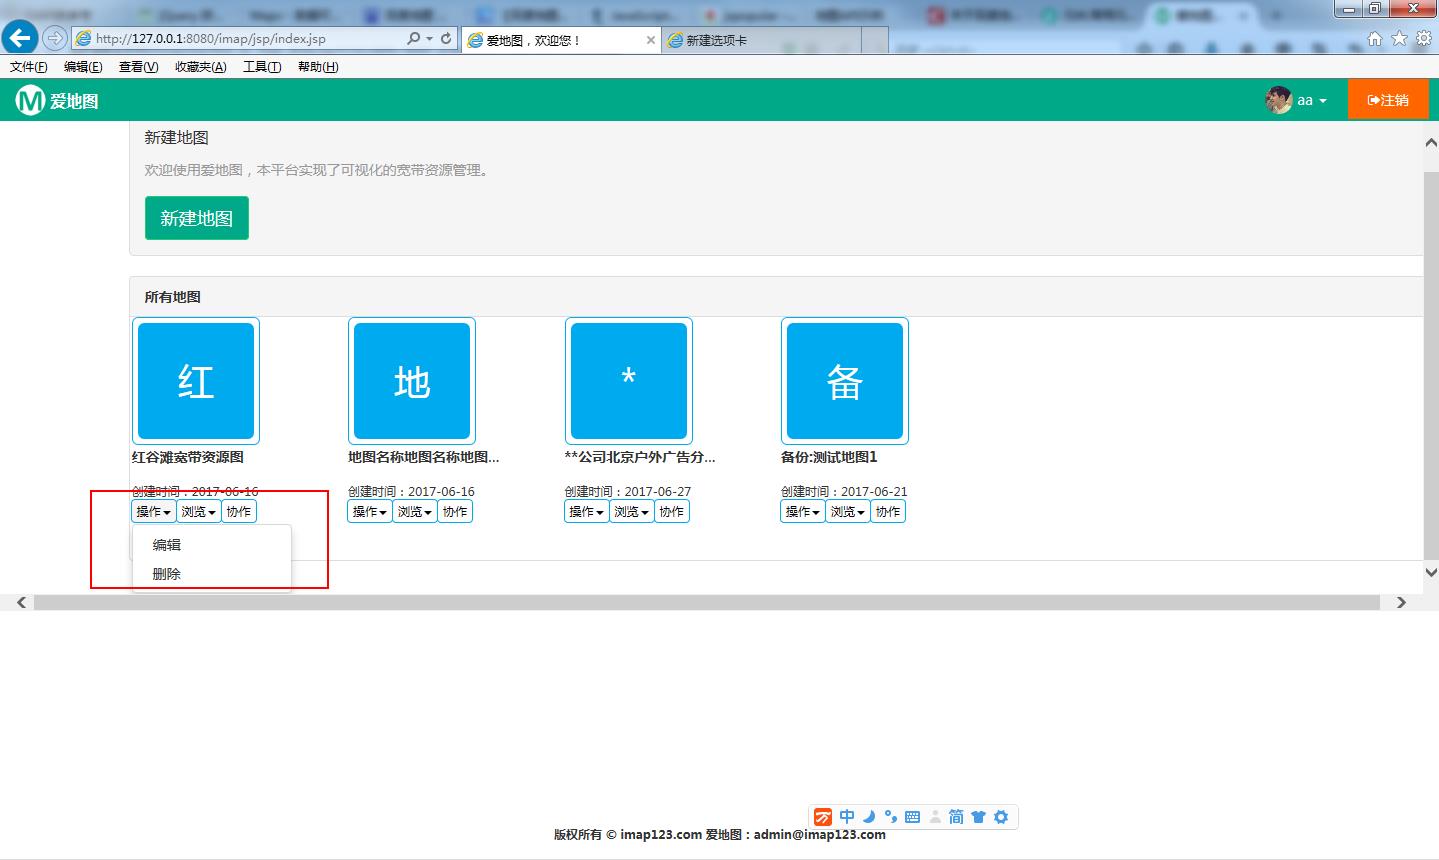 http://127.0.0.1:8080/imap/jsp/index.jsp
爱地图，欢迎您！
新建选项卡
文件(F) 编辑(E) 查看(V) 收藏夹(A) 工具(T) 帮助(H)
M 爱地图
aa
注销
新建地图
欢迎使用爱地图，本平台实现了可视化的宽带资源管理。
新建地图
所有地图
红 地 * 备
红谷滩宽带资源图 地图名称地图名称地图... **公司北京户外广告分... 备份:测试地图1
创建时间：2017-06-16 创建时间：2017-06-16 创建时间：2017-06-27 创建时间：2017-06-21
操作 浏览 协作 操作 浏览 协作 操作 浏览 协作 操作 浏览 协作
编辑
删除
中 简
版权所有 © imap123.com 爱地图：admin@imap123.com